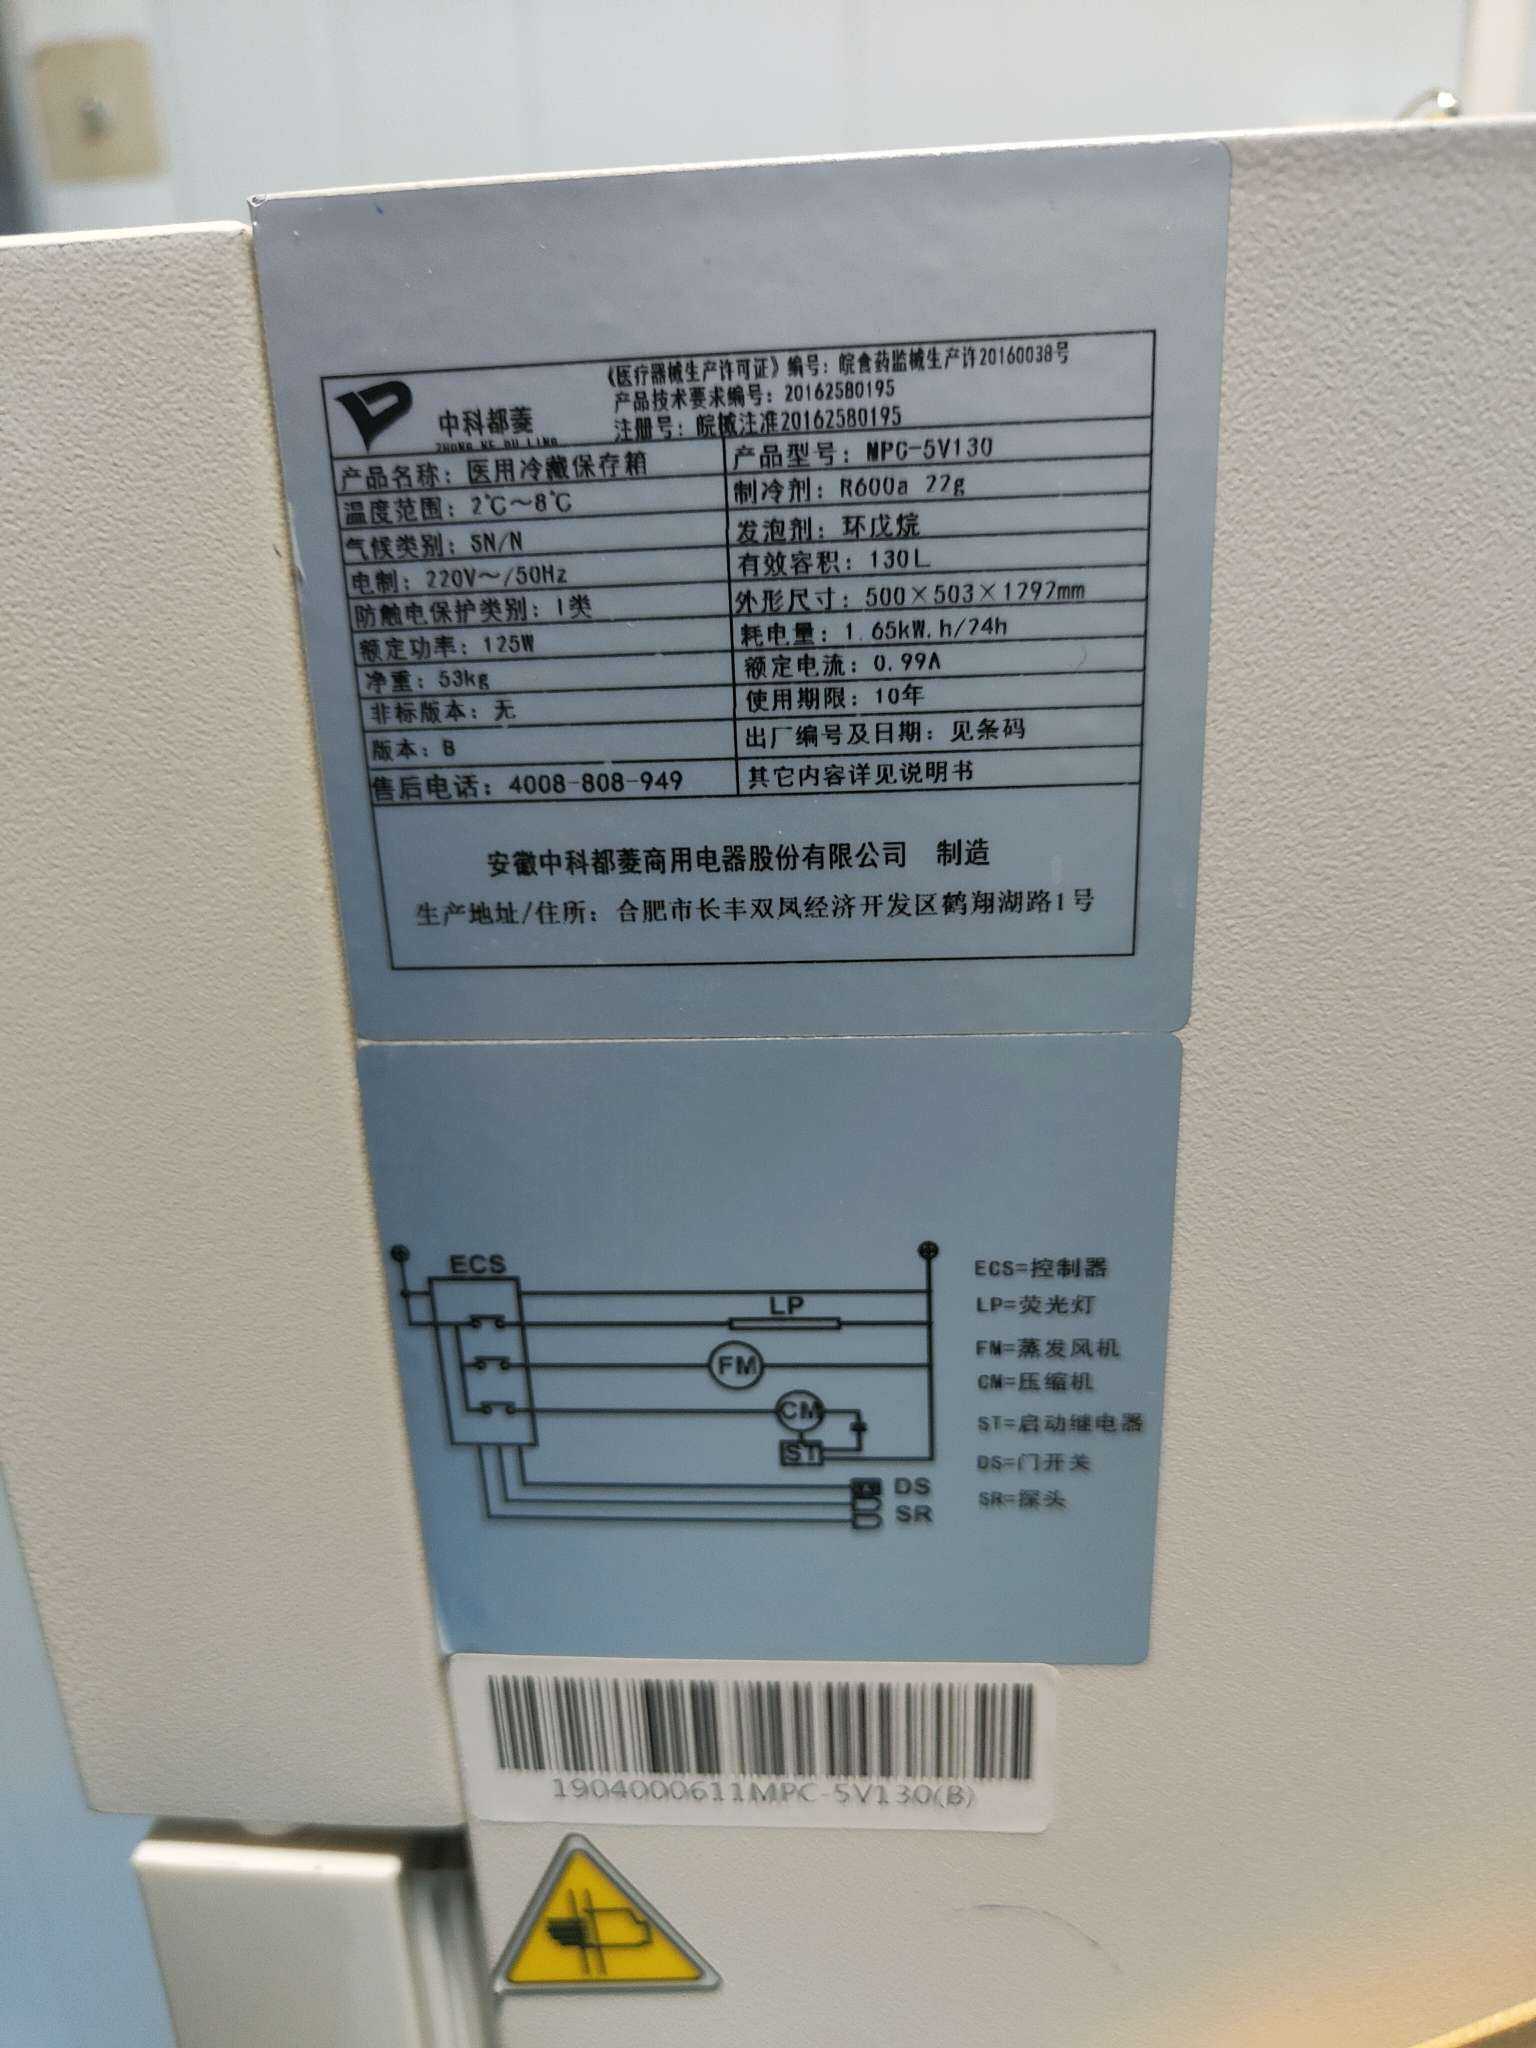 《医疗器械生产许可证》编号：皖食药监械生产许20160038号
产品技术要求编号：20162580195
注册号：皖械注准20162580195
中科都菱
ZHONG KE DU LING
产品名称：医用冷藏保存箱
产品型号：MPC-5V130
温度范围：2℃～8℃
制冷剂：R600a 22g
气候类别：SN/N
发泡剂：环戊烷
电制：220V～/50Hz
有效容积：130L
防触电保护类别：I类
外形尺寸：500×503×1292mm
额定功率：125W
耗电量：1.65kW.h/24h
净重：53kg
额定电流：0.99A
非标版本：无
使用期限：10年
版本：B
出厂编号及日期：见条码
售后电话：4008-808-949
其它内容详见说明书
安徽中科都菱商用电器股份有限公司 制造
生产地址/住所：合肥市长丰双凤经济开发区鹤翔湖路1号
ECS
LP
FM
CM
ST
DS
SR
ECS=控制器
LP=荧光灯
FM=蒸发风机
CM=压缩机
ST=启动继电器
DS=门开关
SR=探头
1904000611MPC-5V130(B)